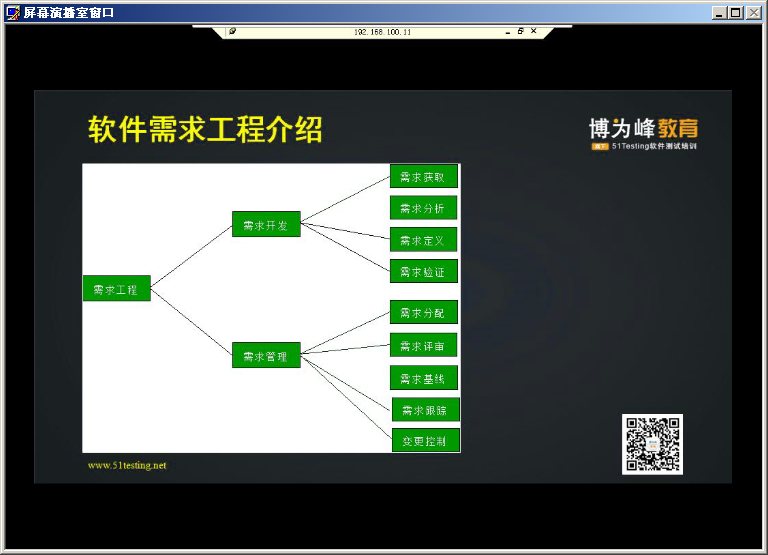 屏幕演播室窗口
192.168.100.11
软件需求工程介绍
博为峰教育
51Testing软件测试培训
需求获取
需求分析
需求开发
需求定义
需求验证
需求工程
需求分配
需求评审
需求管理
需求基线
需求跟踪
变更控制
www.51testing.net